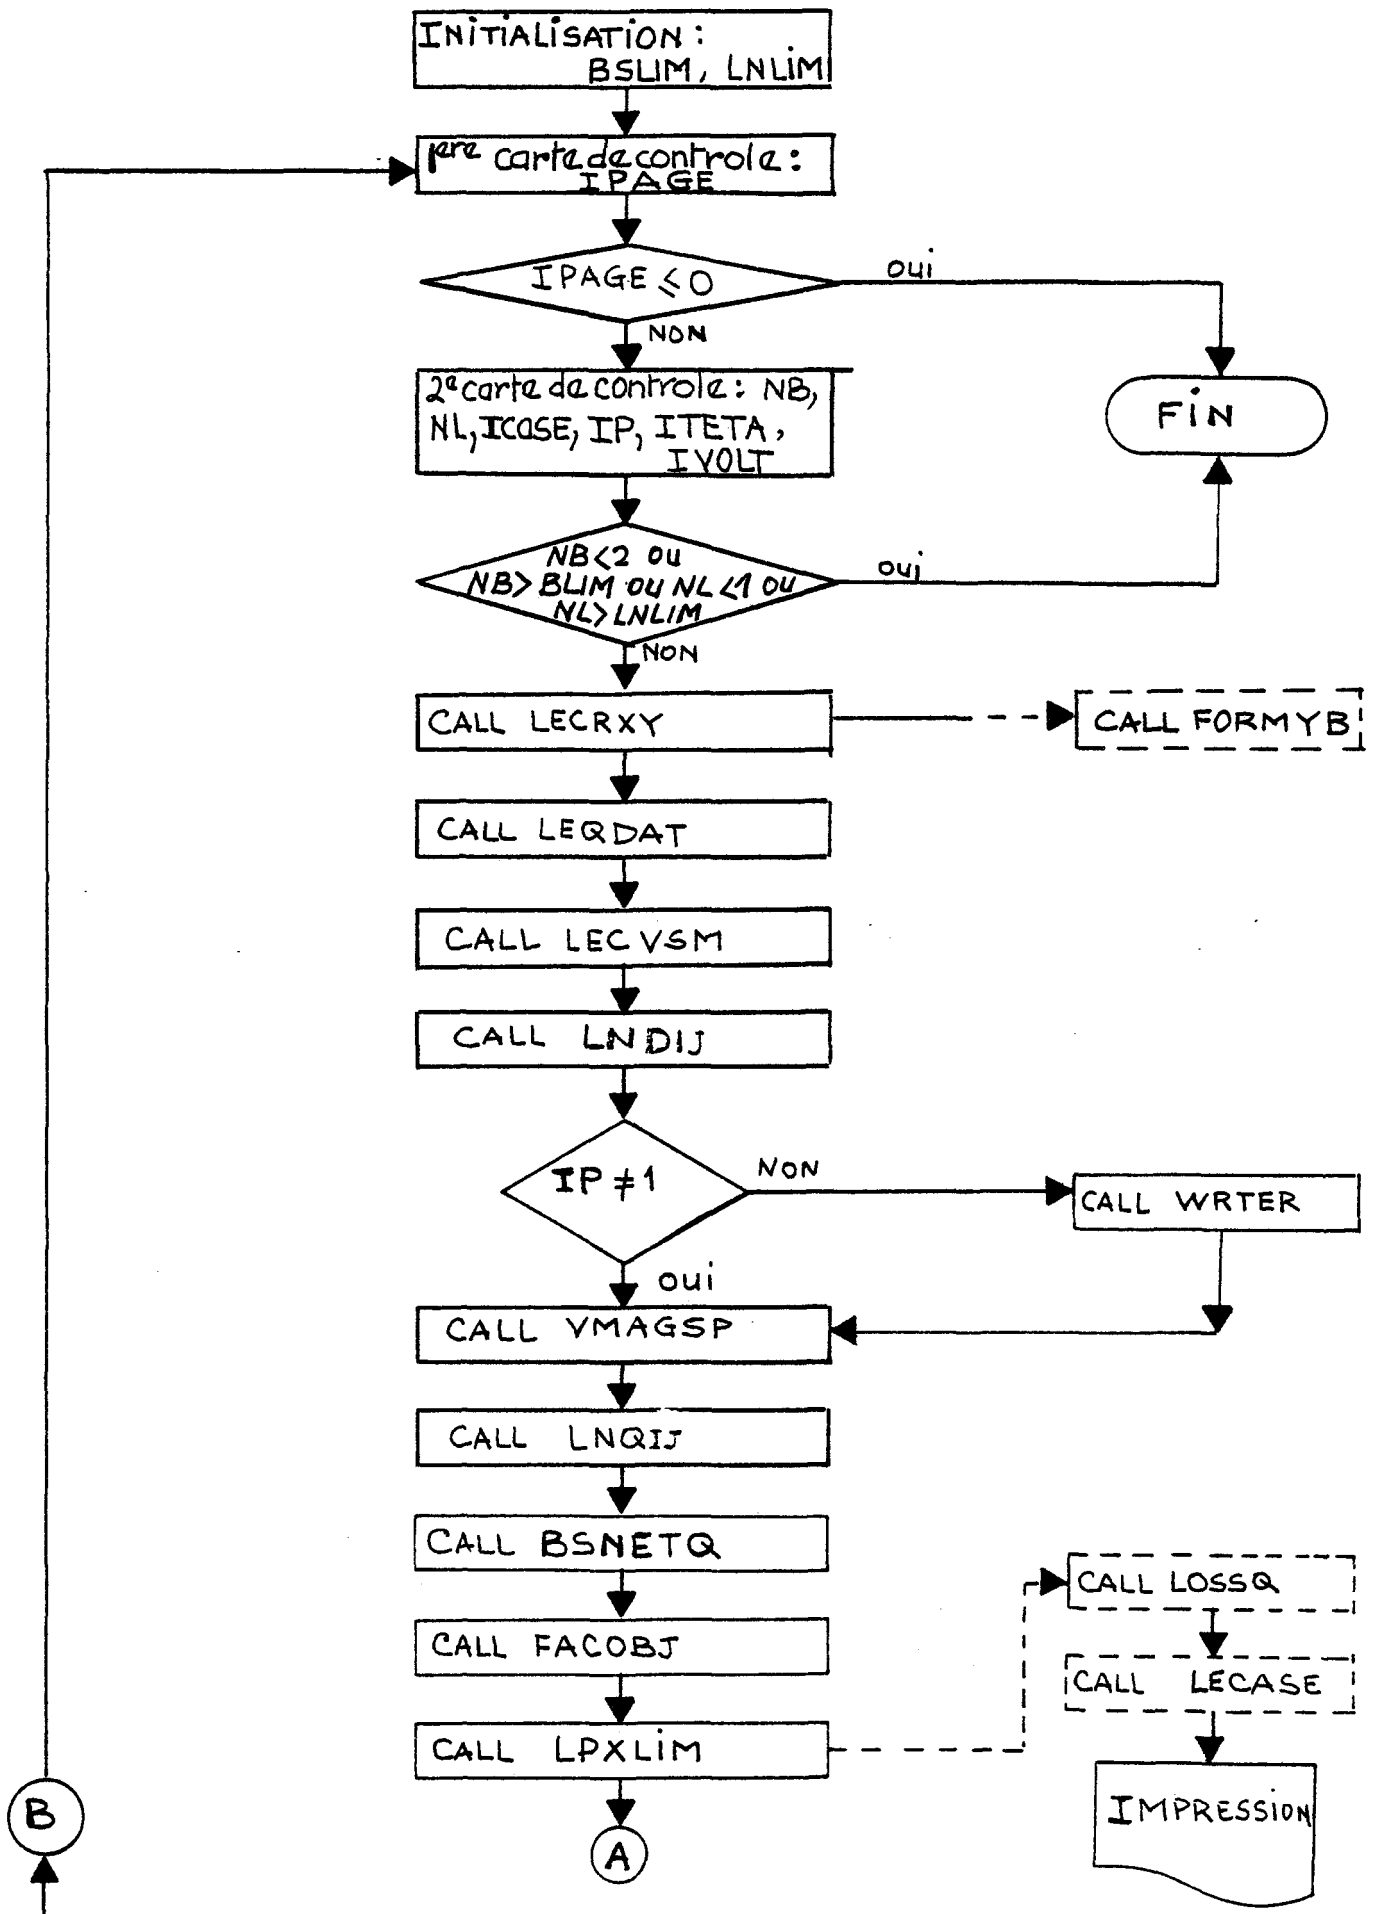 INITIALISATION :
BSLIM, LNLIM
1ere carte de controle :
IPAGE
IPAGE ≤ 0
oui
NON
2e carte de controle : NB,
NL, ICASE, IP, ITETA,
IVOLT
FIN
NB<2 ou
NB> BLIM ou NL<1 ou
NL>LNLIM
oui
NON
CALL LECRXY
CALL FORMYB
CALL LEQDAT
CALL LECVSM
CALL LNDIJ
IP ≠ 1
NON
CALL WRTER
oui
CALL VMAGSP
CALL LNQIJ
CALL BSNETQ
CALL LOSSQ
CALL FACOBJ
CALL LECASE
CALL LPXLIM
IMPRESSION
B
A